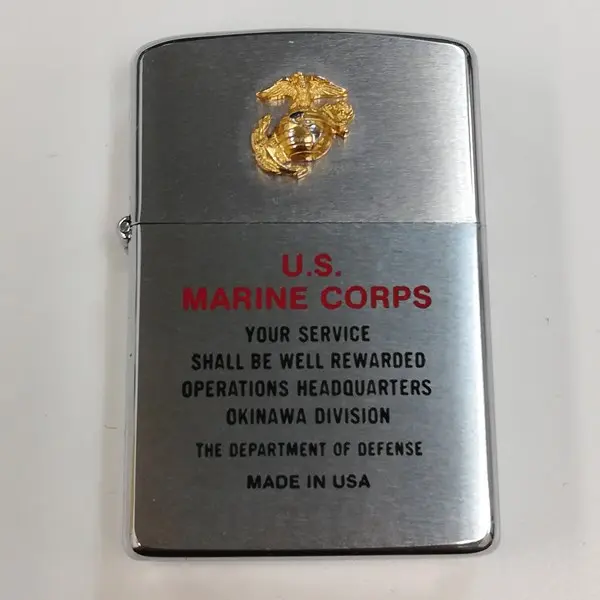 U.S.
MARINE CORPS
YOUR SERVICE
SHALL BE WELL REWARDED
OPERATIONS HEADQUARTERS
OKINAWA DIVISION
THE DEPARTMENT OF DEFENSE
MADE IN USA